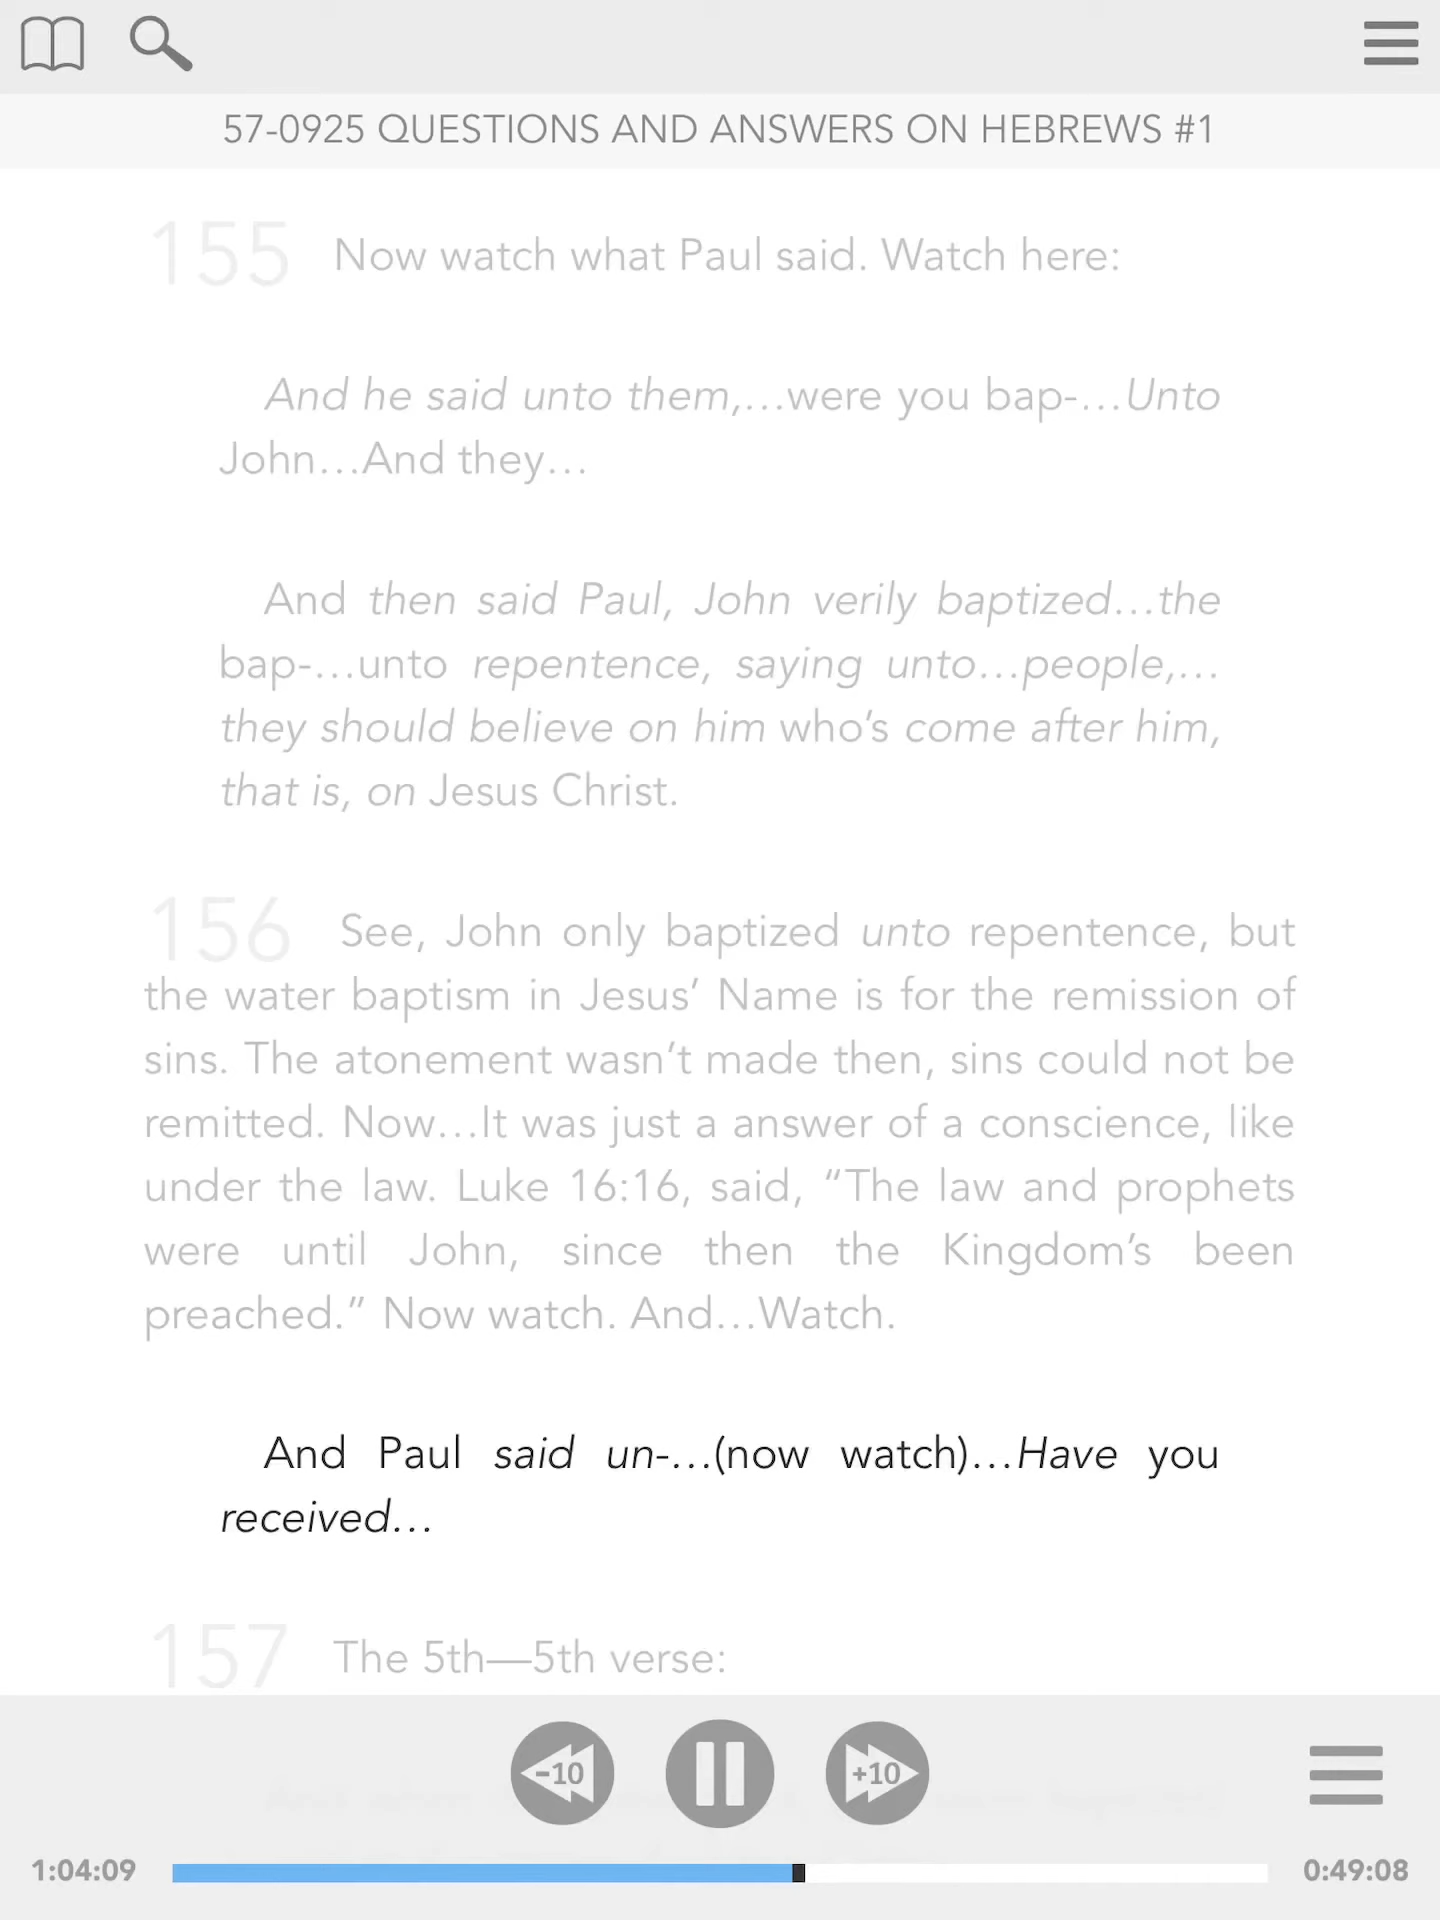 57-0925 QUESTIONS AND ANSWERS ON HEBREWS #1
155 Now watch what Paul said. Watch here:
And he said unto them,…were you bap-…Unto
John…And they…
And then said Paul, John verily baptized…the
bap-…unto repentence, saying unto…people,…
they should believe on him who’s come after him,
that is, on Jesus Christ.
156 See, John only baptized unto repentence, but
the water baptism in Jesus’ Name is for the remission of
sins. The atonement wasn’t made then, sins could not be
remitted. Now…It was just a answer of a conscience, like
under the law. Luke 16:16, said, “The law and prophets
were until John, since then the Kingdom’s been
preached.” Now watch. And…Watch.
And Paul said un-…(now watch)…Have you
received…
157 The 5th—5th verse:
-10 +10
1:04:09 0:49:08